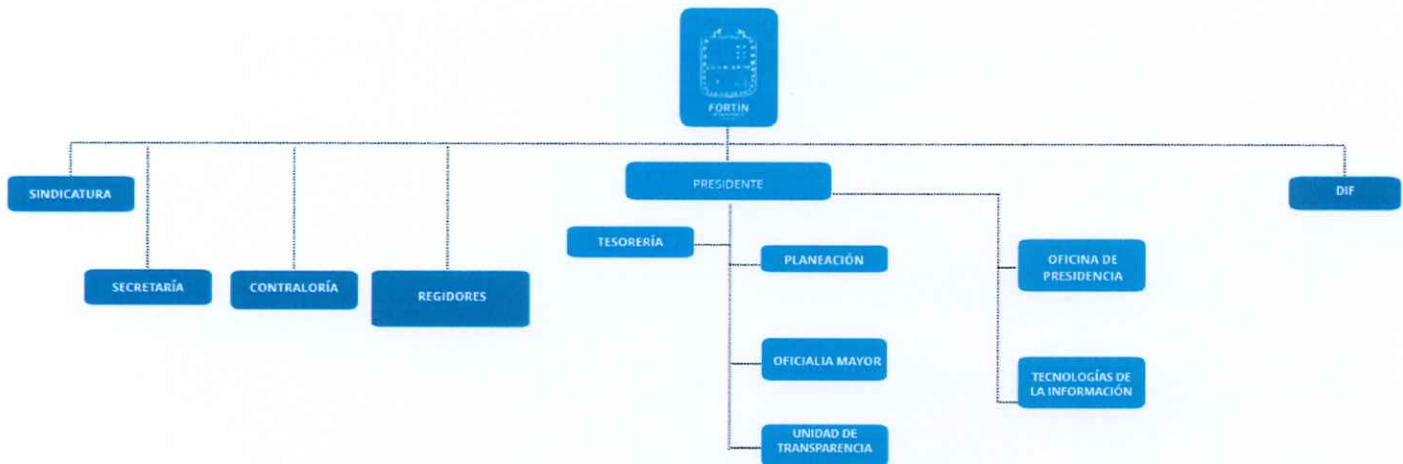 FORTÍN
PRESIDENTE
SINDICATURA
DIF
TESORERÍA
PLANEACIÓN
OFICINA DE
PRESIDENCIA
SECRETARÍA
CONTRALORÍA
REGIDORES
OFICIALIA MAYOR
TECNOLOGÍAS DE
LA INFORMACIÓN
UNIDAD DE
TRANSPARENCIA